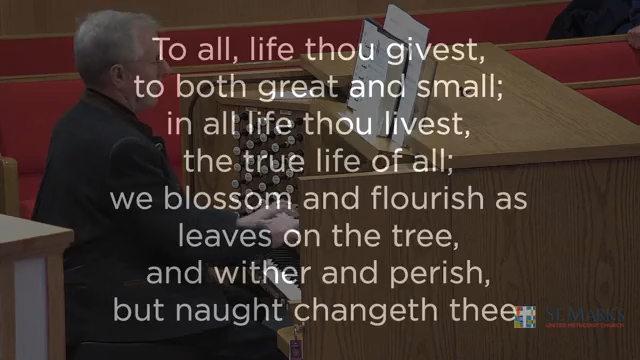 To all, life thou givest,
to both great and small;
in all life thou livest,
the true life of all;
we blossom and flourish as
leaves on the tree,
and wither and perish,
but naught changeth thee
St. Marks
United Methodist Church